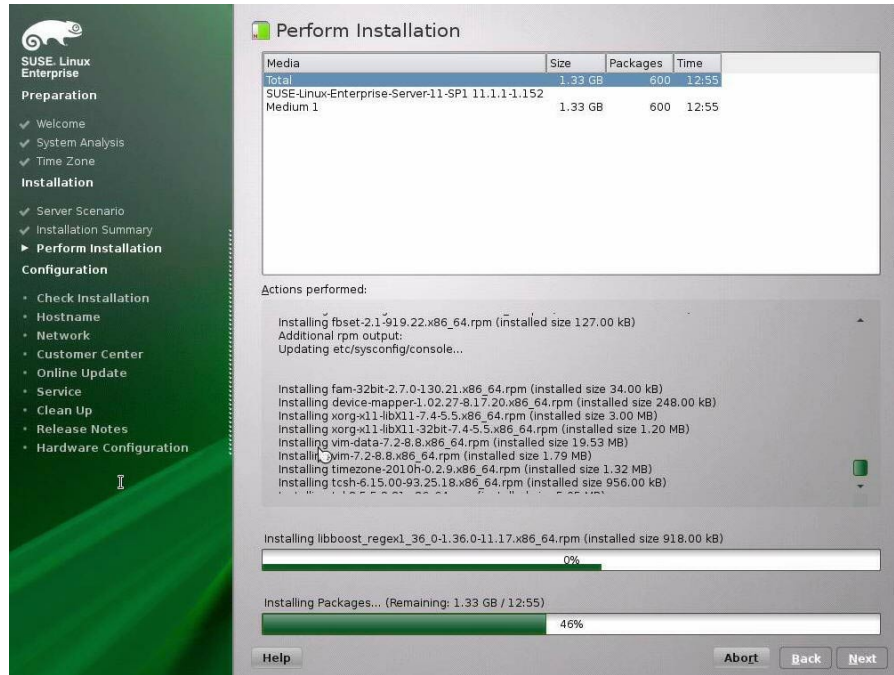 SUSE. Linux
Enterprise
Preparation
Welcome
System Analysis
Time Zone
Installation
Server Scenario
Installation Summary
Perform Installation
Configuration
Check Installation
Hostname
Network
Customer Center
Online Update
Service
Clean Up
Release Notes
Hardware Configuration
Perform Installation
Media Size Packages Time
Total 1.33 GB 600 12:55
SUSE-Linux-Enterprise-Server-11-SP1 11.1.1-1.152
Medium 1 1.33 GB 600 12:55
Actions performed:
Installing fbset-2.1-919.22.x86_64.rpm (installed size 127.00 kB)
Additional rpm output:
Updating etc/sysconfig/console...
Installing fam-32bit-2.7.0-130.21.x86_64.rpm (installed size 34.00 kB)
Installing device-mapper-1.02.27-8.17.20.x86_64.rpm (installed size 248.00 kB)
Installing xorg-x11-libX11-7.4-5.5.x86_64.rpm (installed size 3.00 MB)
Installing xorg-x11-libX11-32bit-7.4-5.5.x86_64.rpm (installed size 1.20 MB)
Installing vim-data-7.2-8.8.x86_64.rpm (installed size 19.53 MB)
Installing vim-7.2-8.8.x86_64.rpm (installed size 1.79 MB)
Installing timezone-2010h-0.2.9.x86_64.rpm (installed size 1.32 MB)
Installing tcsh-6.15.00-93.25.18.x86_64.rpm (installed size 956.00 kB)
Installing libboost_regex1_36_0-1.36.0-11.17.x86_64.rpm (installed size 918.00 kB)
0%
Installing Packages... (Remaining: 1.33 GB / 12:55)
46%
Help Abort Back Next